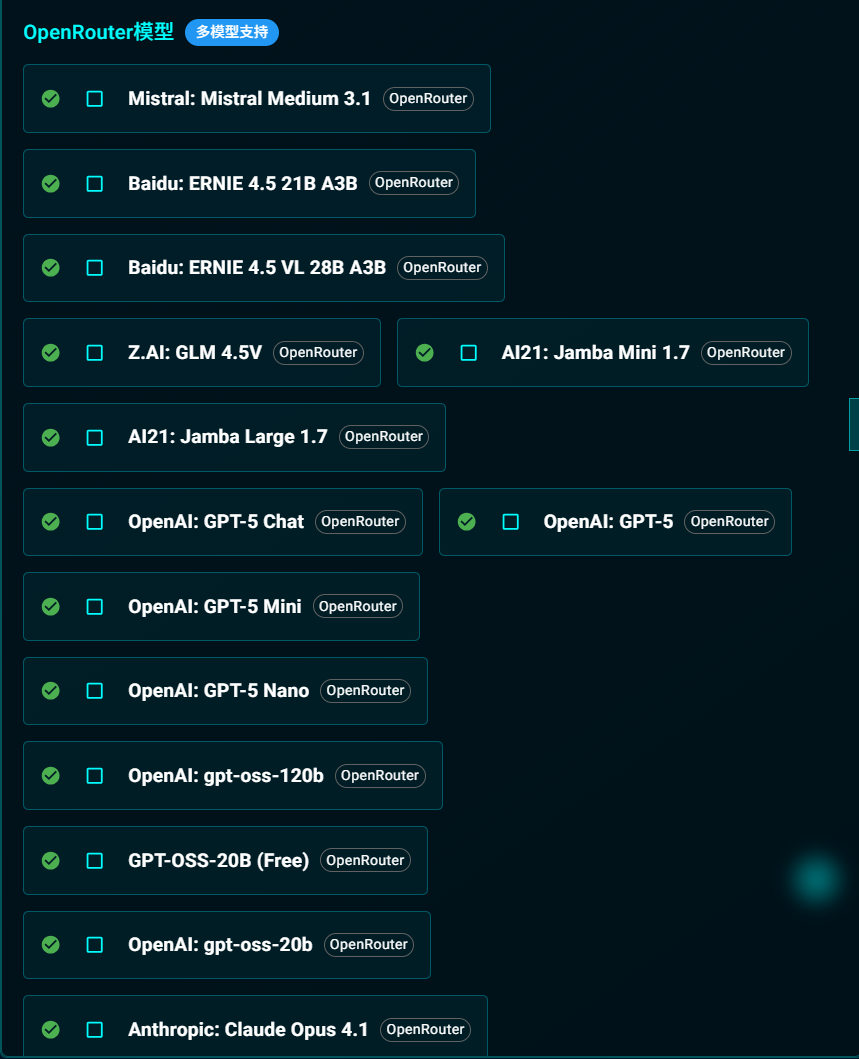 OpenRouter模型 多模型支持
Mistral: Mistral Medium 3.1 OpenRouter
Baidu: ERNIE 4.5 21B A3B OpenRouter
Baidu: ERNIE 4.5 VL 28B A3B OpenRouter
Z.AI: GLM 4.5V OpenRouter AI21: Jamba Mini 1.7 OpenRouter
AI21: Jamba Large 1.7 OpenRouter
OpenAI: GPT-5 Chat OpenRouter OpenAI: GPT-5 OpenRouter
OpenAI: GPT-5 Mini OpenRouter
OpenAI: GPT-5 Nano OpenRouter
OpenAI: gpt-oss-120b OpenRouter
GPT-OSS-20B (Free) OpenRouter
OpenAI: gpt-oss-20b OpenRouter
Anthropic: Claude Opus 4.1 OpenRouter